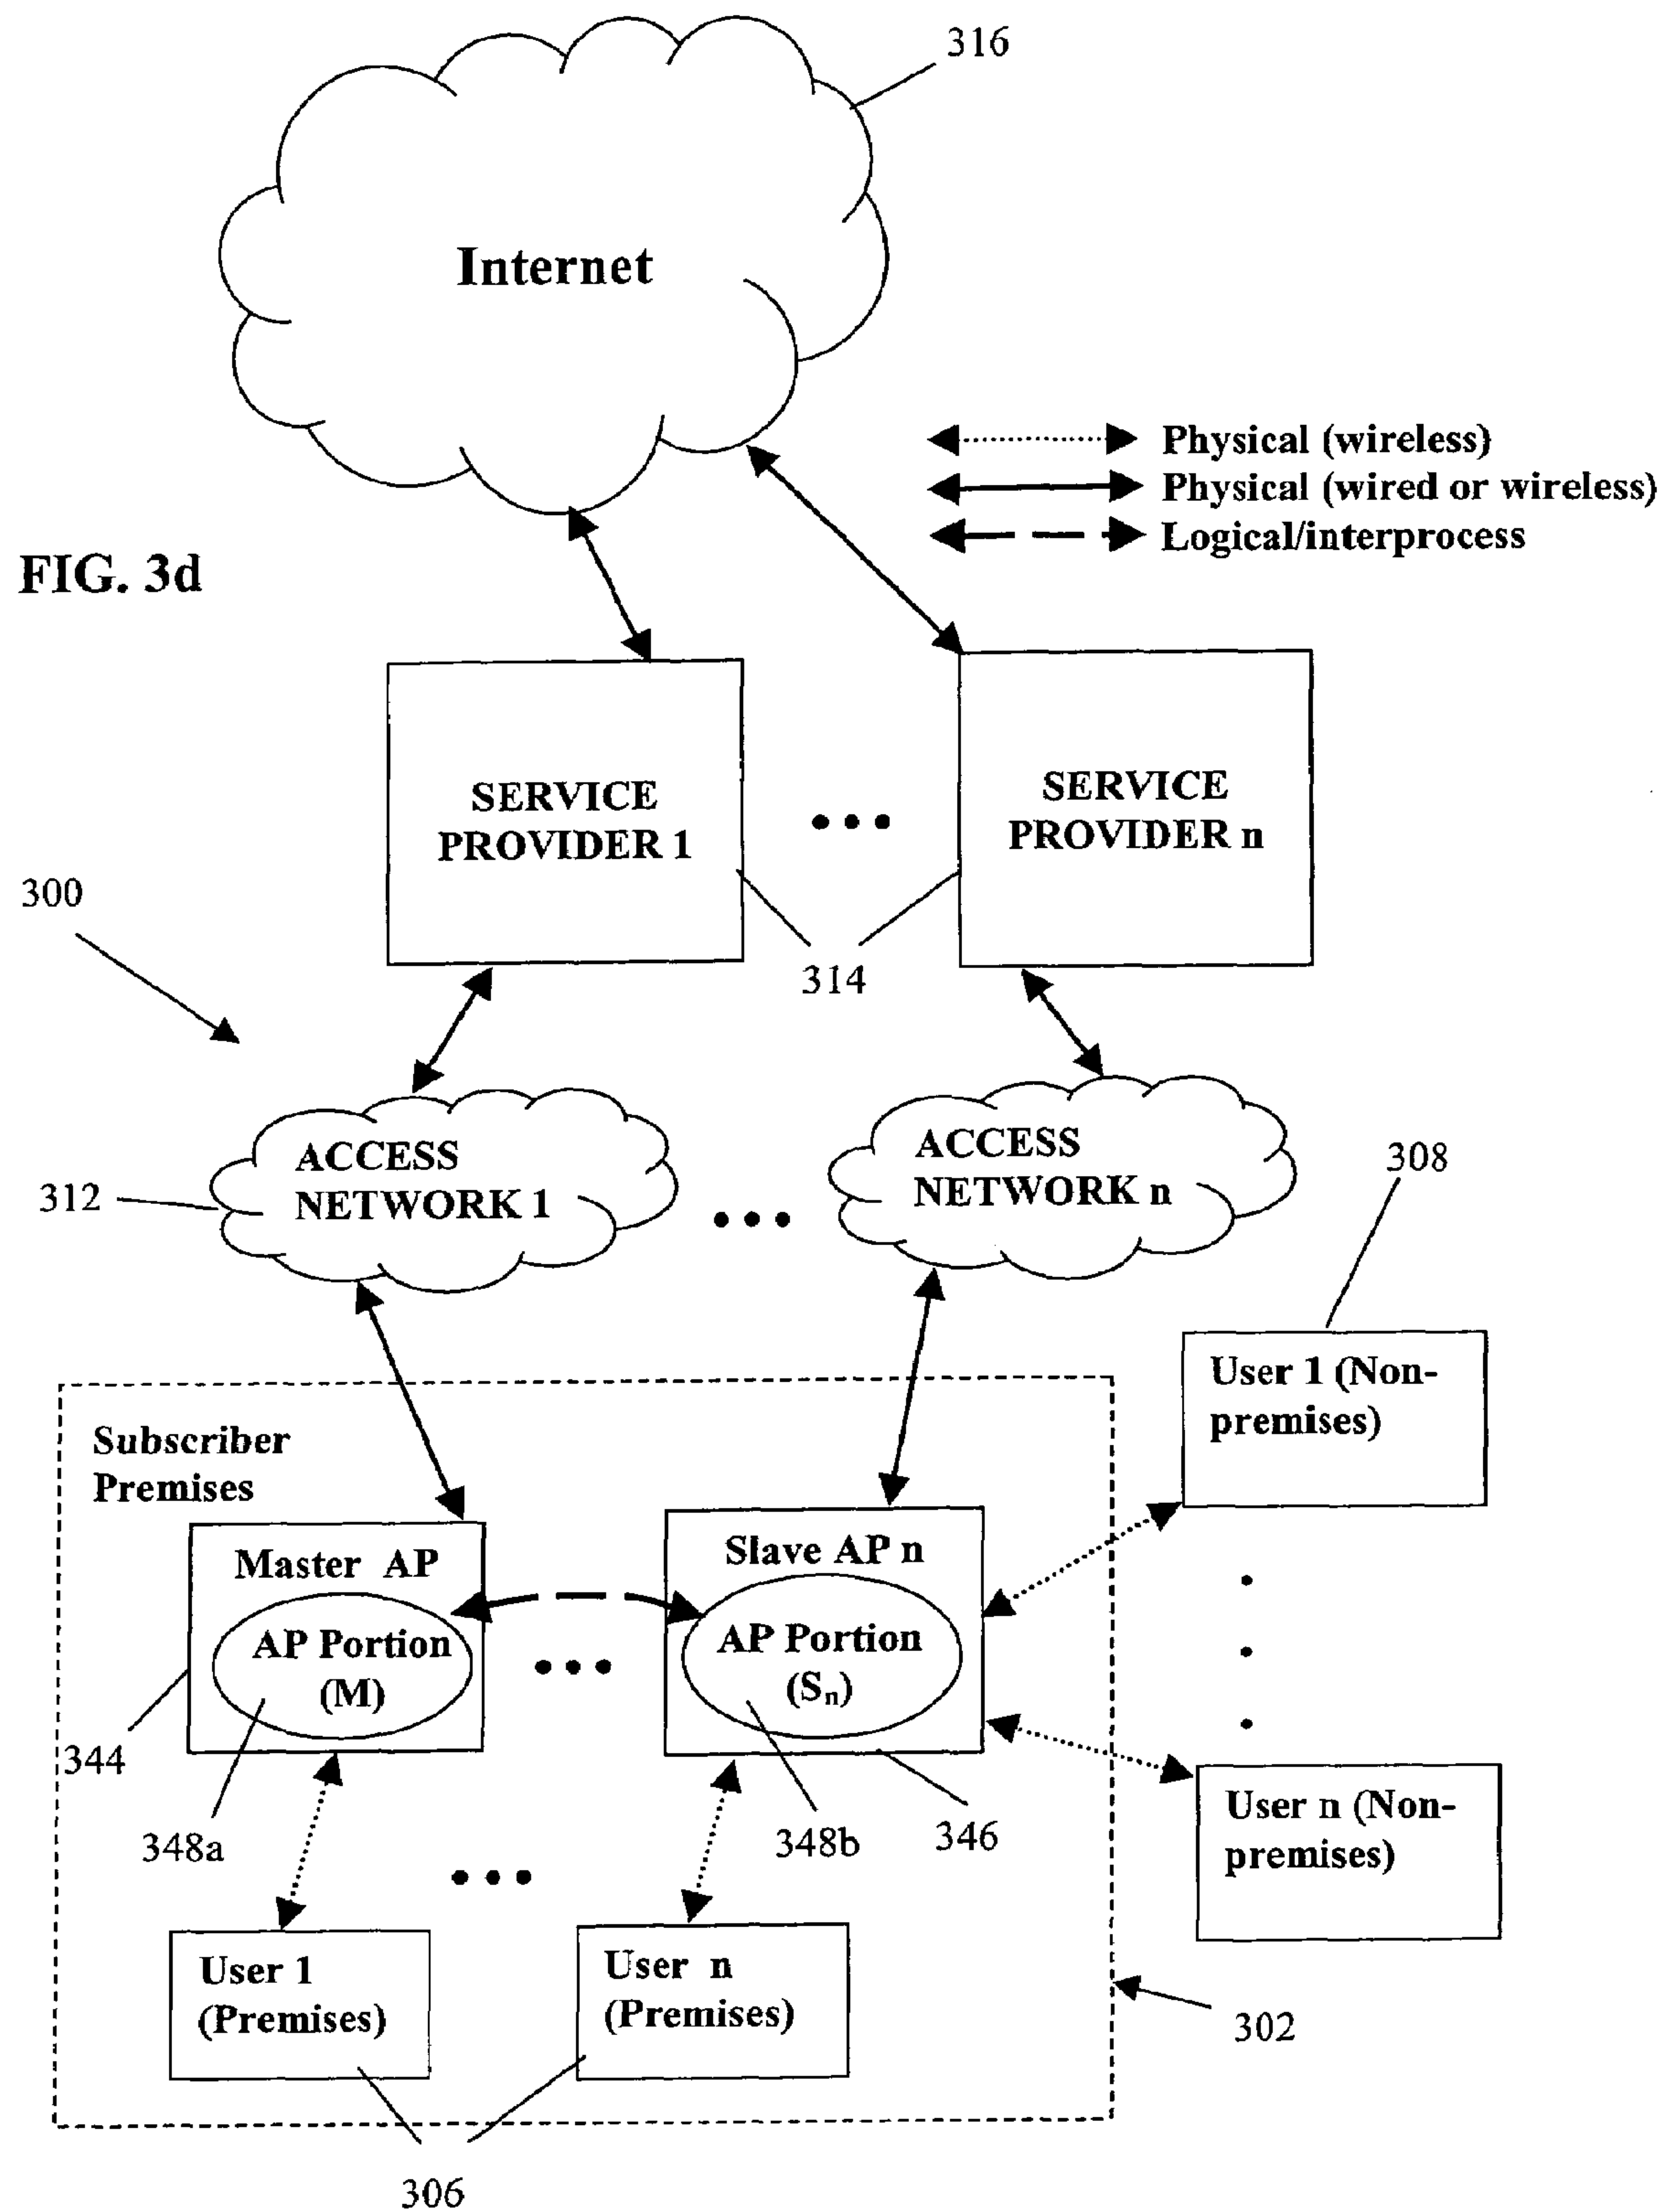 316
Internet
Physical (wireless)
Physical (wired or wireless)
Logical/interprocess
FIG. 3d
SERVICE
PROVIDER 1
SERVICE
PROVIDER n
300
314
ACCESS
NETWORK 1
ACCESS
NETWORK n
312
308
User 1 (Non-
premises)
Subscriber
Premises
Master AP
AP Portion
(M)
Slave AP n
AP Portion
(Sn)
344
348a
348b
346
User n (Non-
premises)
User 1
(Premises)
User n
(Premises)
302
306